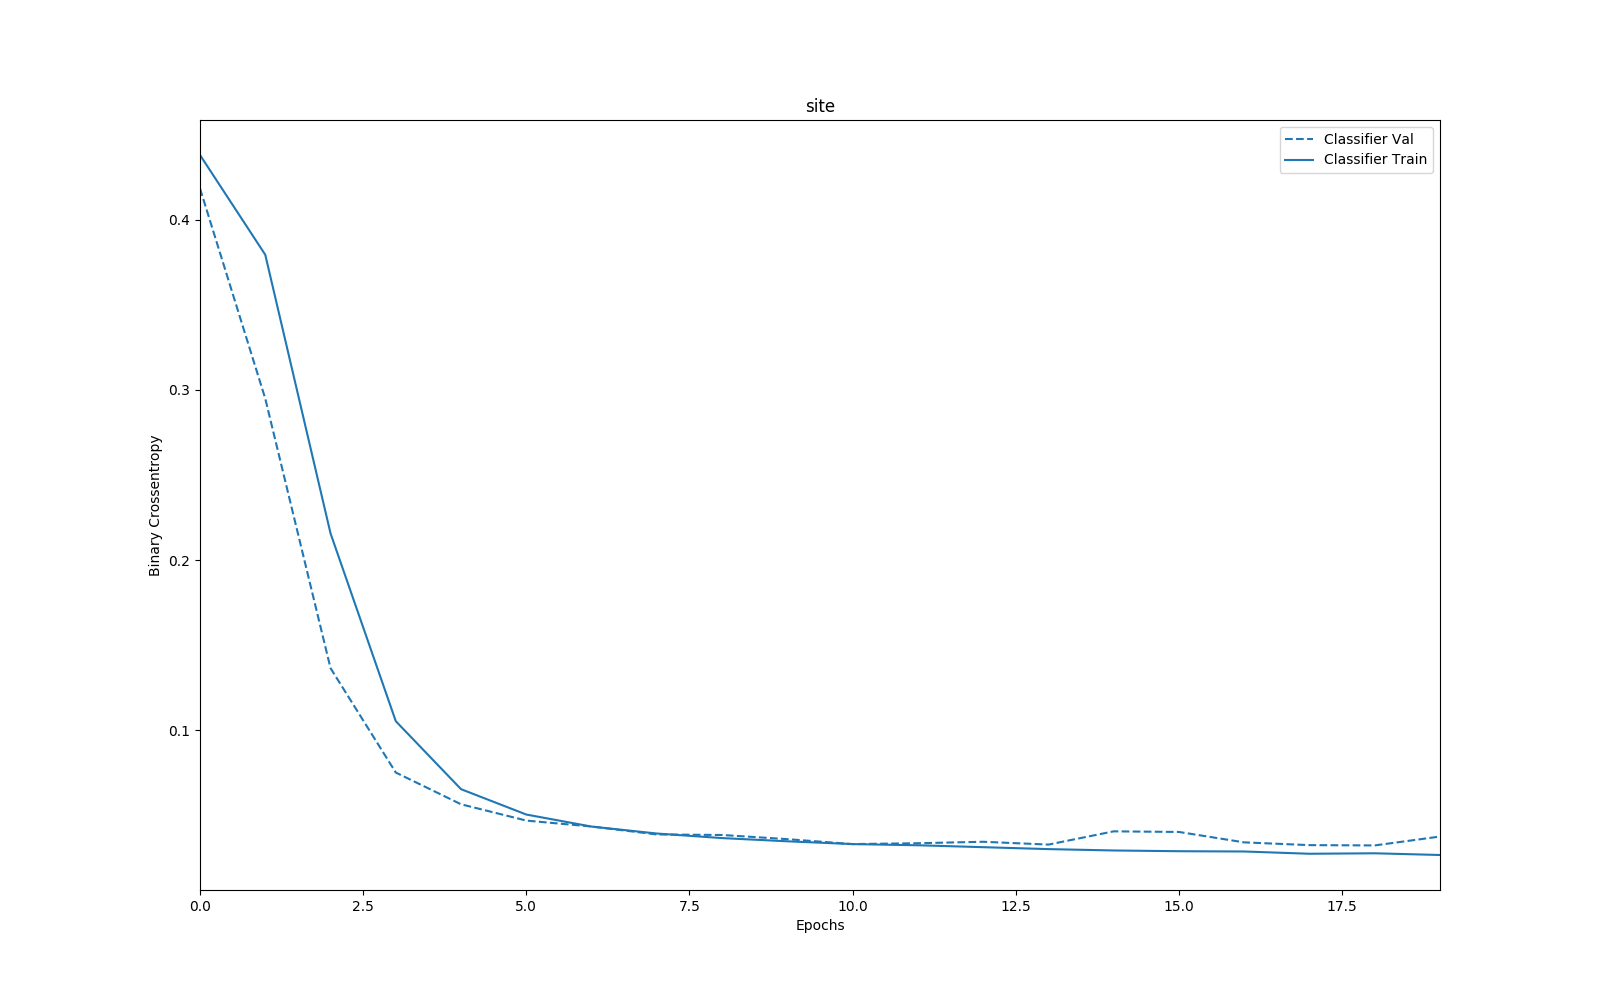 site
Classifier Val
Classifier Train
0.4
0.3
0.2
0.1
Binary Crossentropy
0.0 2.5 5.0 7.5 10.0 12.5 15.0 17.5
Epochs